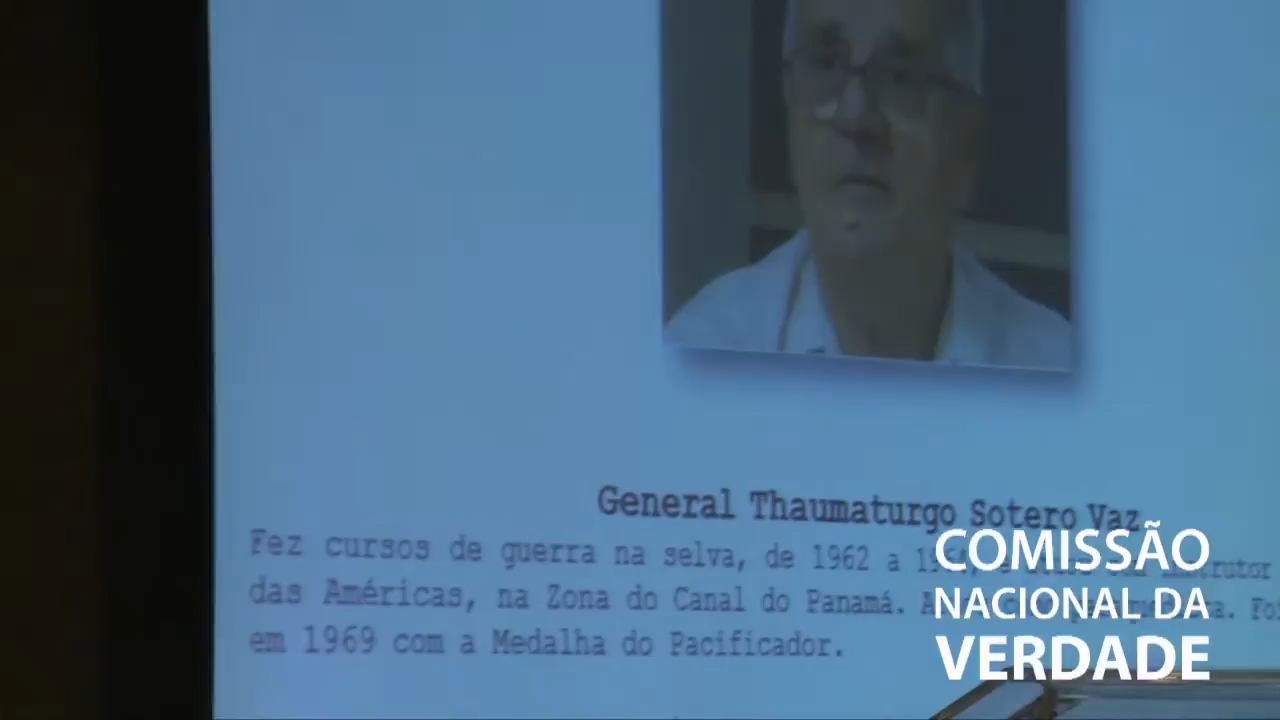 General Thaumaturgo Sotero Vaz
Fez cursos de guerra na selva, de 1962 a
das Américas, na Zona do Canal do Panamá.
em 1969 com a Medalha do Pacificador.
COMISSÃO
NACIONAL DA
VERDADE